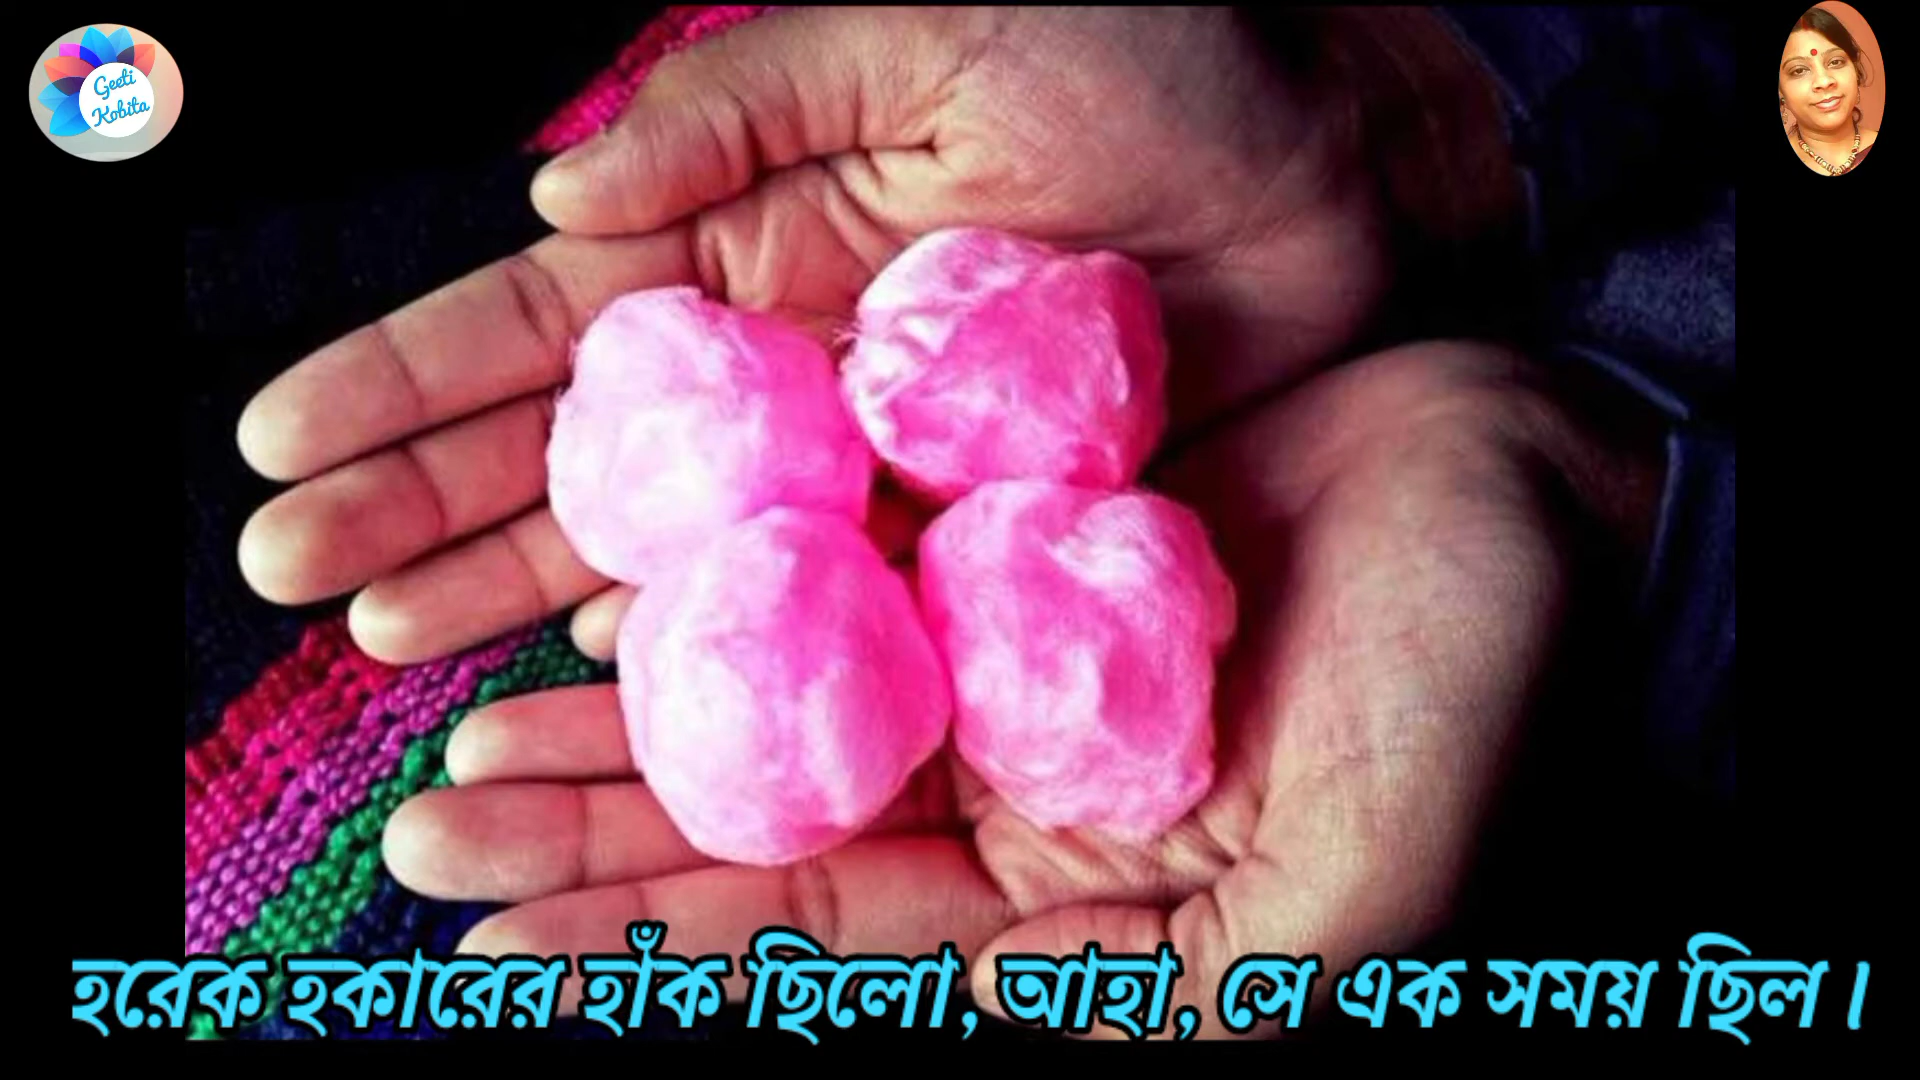 Geeti
Kobita
হরেক হকারের হাঁক ছিলো, আহা, সে এক সময় ছিল।